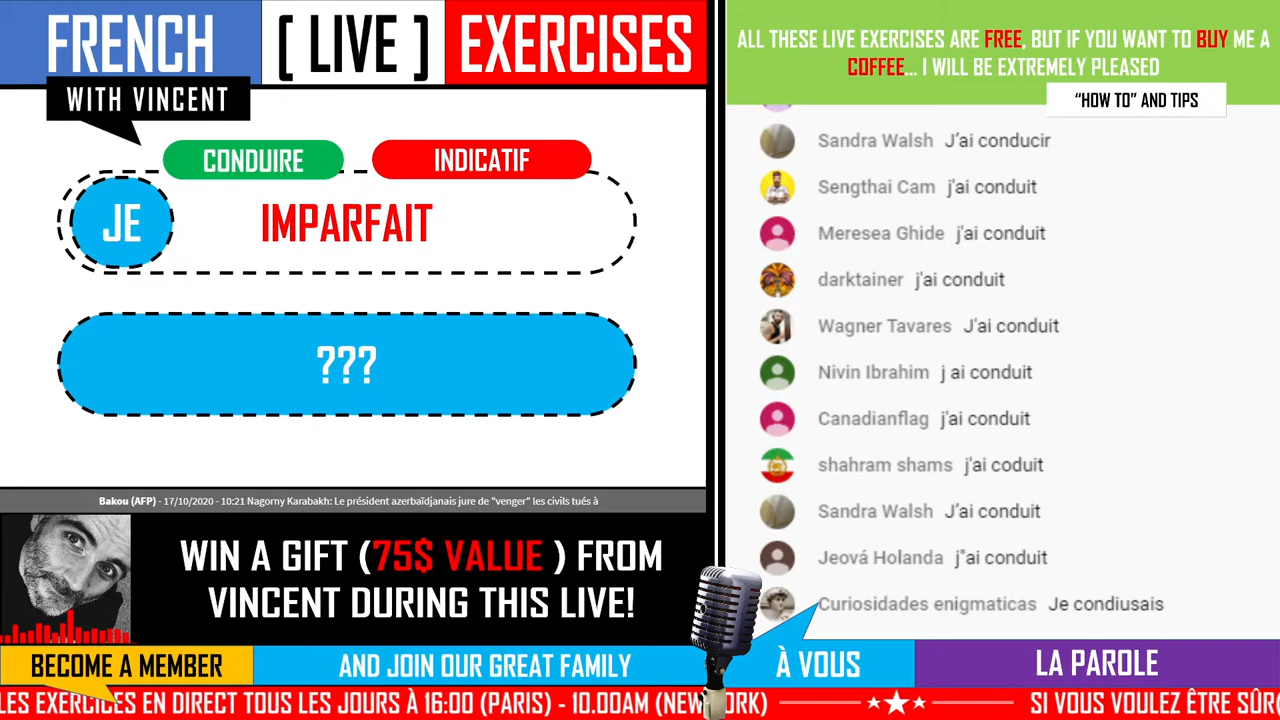 FRENCH [ LIVE ] EXERCISES
WITH VINCENT
CONDUIRE
INDICATIF
JE
IMPARFAIT
???
Bakou (AFP) - 17/10/2020 - 10:21 Nagorny Karabakh: Le président azerbaïdjanais jure de "venger" les civils tués à
WIN A GIFT (75$ VALUE ) FROM
VINCENT DURING THIS LIVE!
BECOME A MEMBER
AND JOIN OUR GREAT FAMILY
ALL THESE LIVE EXERCISES ARE FREE, BUT IF YOU WANT TO BUY ME A
COFFEE... I WILL BE EXTREMELY PLEASED
“HOW TO” AND TIPS
Sandra Walsh J’ai conducir
Sengthai Cam j'ai conduit
Meresea Ghide j'ai conduit
darktainer j'ai conduit
Wagner Tavares J'ai conduit
Nivin Ibrahim j ai conduit
Canadianflag j'ai conduit
shahram shams j'ai coduit
Sandra Walsh J’ai conduit
Jeová Holanda j'ai conduit
Curiosidades enigmaticas Je condiusais
À VOUS
LA PAROLE
LES EXERCICES EN DIRECT TOUS LES JOURS À 16:00 (PARIS) - 10.00AM (NEW YORK) SI VOUS VOULEZ ÊTRE SÛR